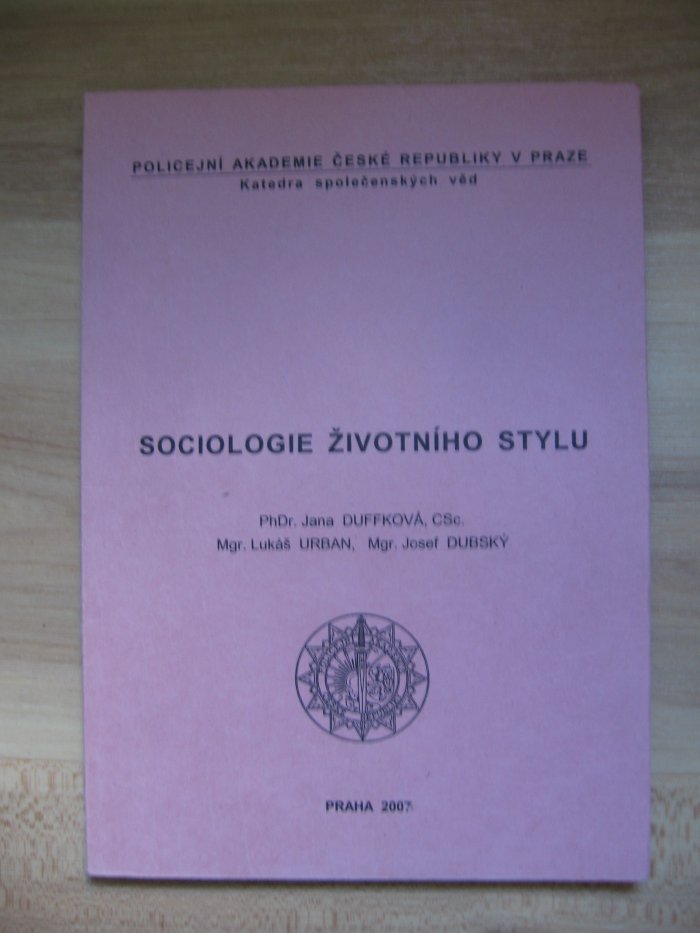 POLICEJNÍ AKADEMIE ČESKÉ REPUBLIKY V PRAZE
Katedra společenských věd
SOCIOLOGIE ŽIVOTNÍHO STYLU
PhDr. Jana DUFFKOVÁ, CSc.
Mgr. Lukáš URBAN, Mgr. Josef DUBSKÝ
PRAHA 2007